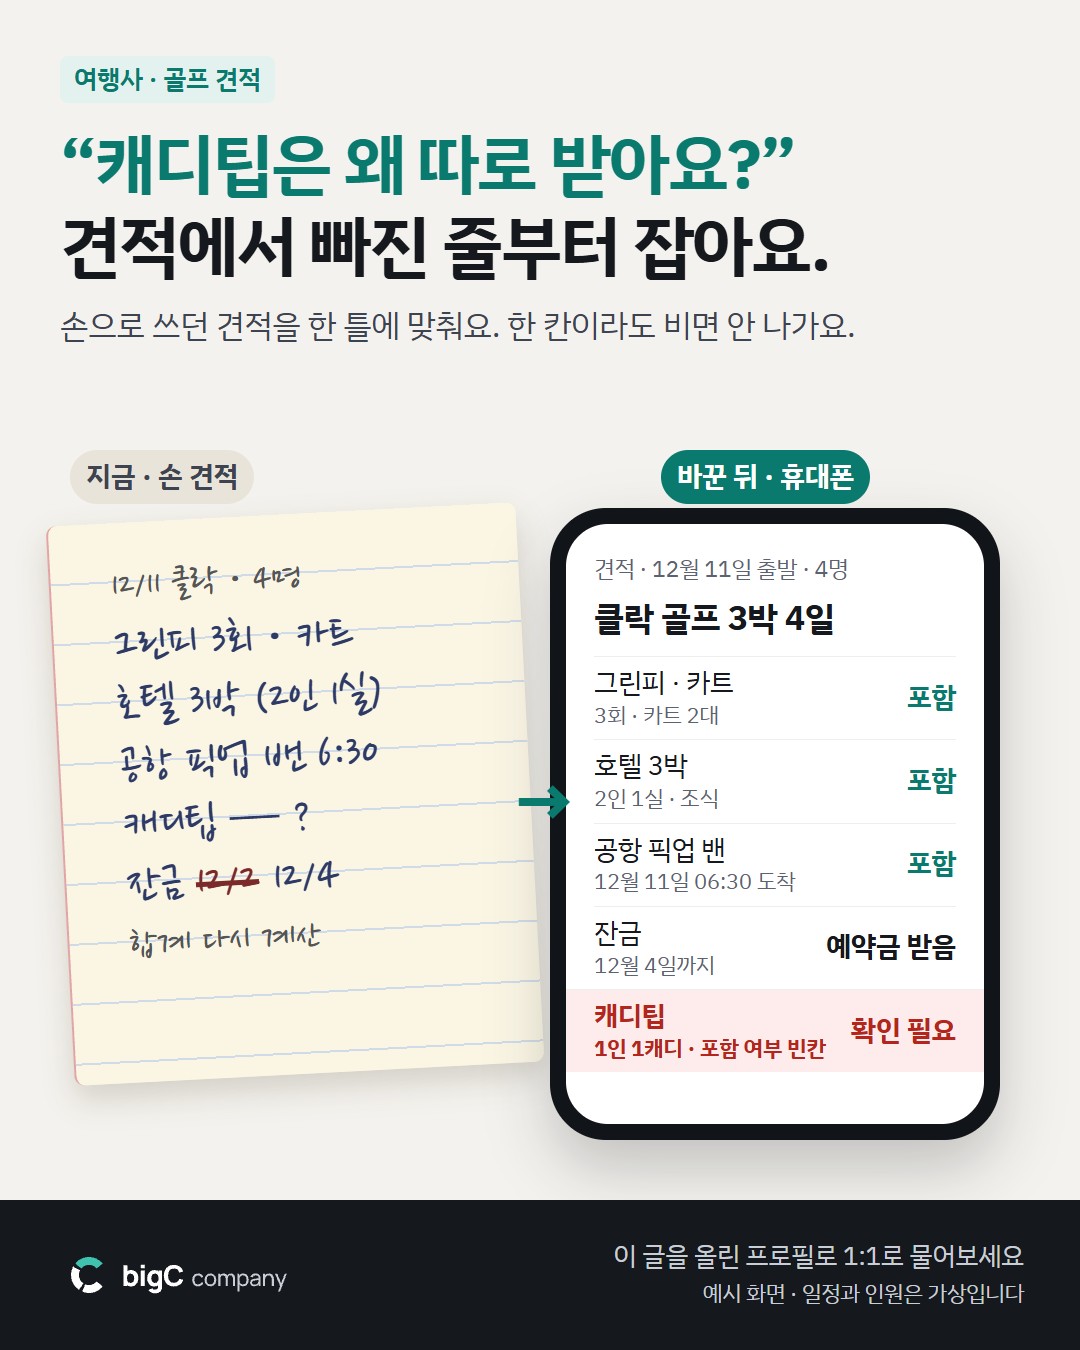 여행사 · 골프 견적
“캐디팁은 왜 따로 받아요?”
견적에서 빠진 줄부터 잡아요.
손으로 쓰던 견적을 한 틀에 맞춰요. 한 칸이라도 비면 안 나가요.
지금 · 손 견적
12/11 클락 · 4명
그린피 3회 · 카트
호텔 3박 (2인 1실)
공항 픽업 밴 6:30
캐디팁 ── ?
잔금 12/2 12/4
합계 다시 계산
바꾼 뒤 · 휴대폰
견적 · 12월 11일 출발 · 4명
클락 골프 3박 4일
그린피 · 카트
3회 · 카트 2대
포함
호텔 3박
2인 1실 · 조식
포함
공항 픽업 밴
12월 11일 06:30 도착
포함
잔금
12월 4일까지
예약금 받음
캐디팁
1인 1캐디 · 포함 여부 빈칸
확인 필요
bigC company
이 글을 올린 프로필로 1:1로 물어보세요
예시 화면 · 일정과 인원은 가상입니다